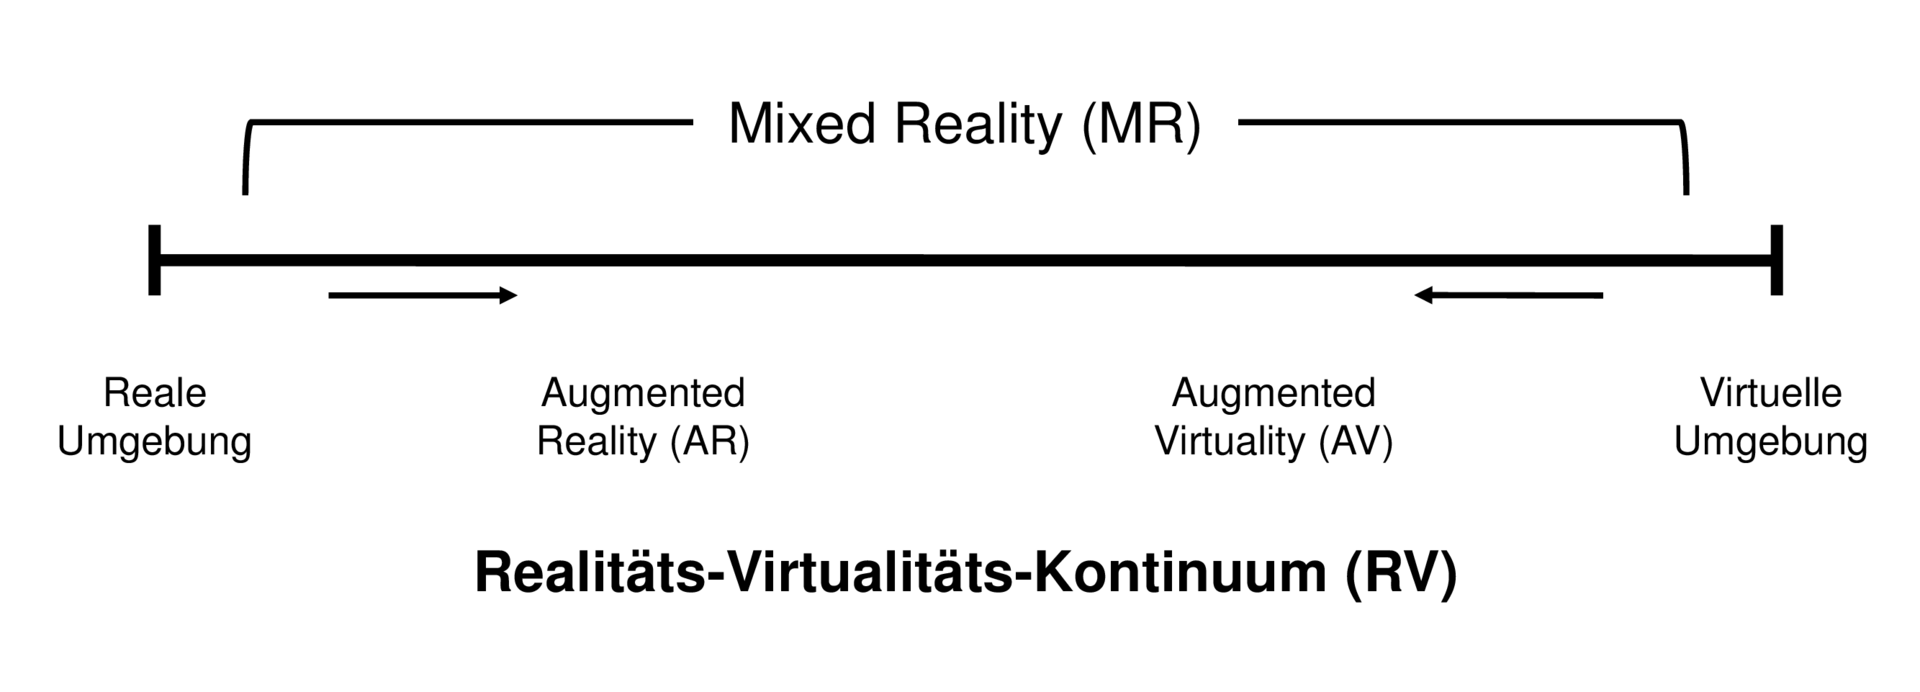 Mixed Reality (MR)
Reale
Umgebung
Augmented
Reality (AR)
Augmented
Virtuality (AV)
Virtuelle
Umgebung
Realitäts-Virtualitäts-Kontinuum (RV)